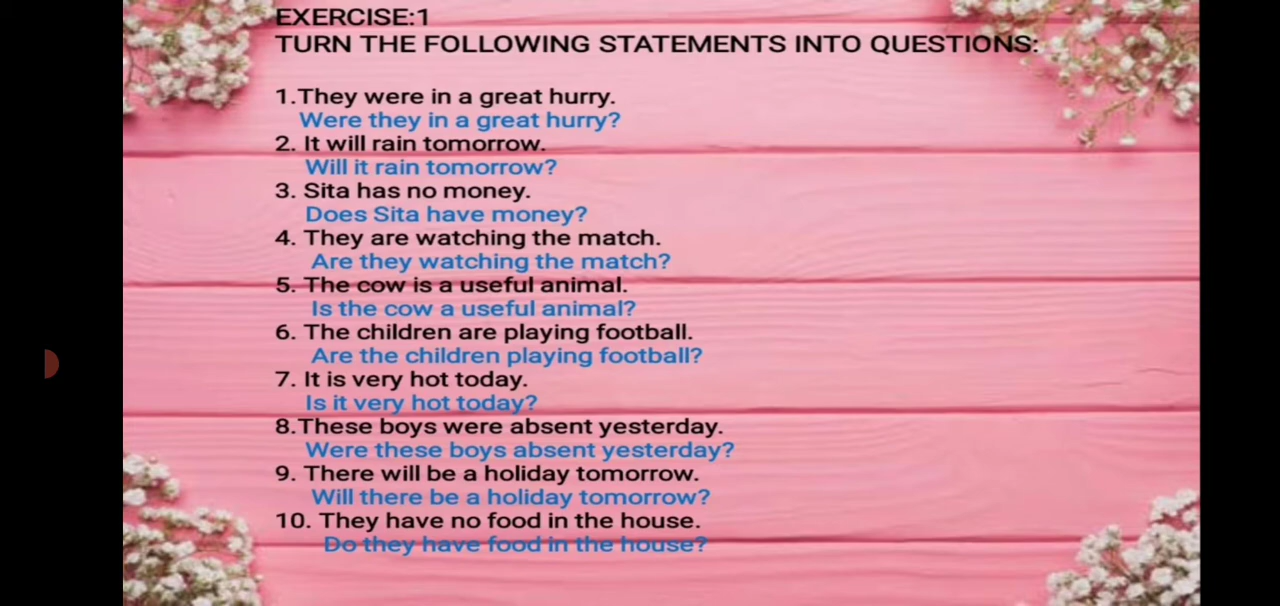 EXERCISE:1
TURN THE FOLLOWING STATEMENTS INTO QUESTIONS:
1.They were in a great hurry.
Were they in a great hurry?
2. It will rain tomorrow.
Will it rain tomorrow?
3. Sita has no money.
Does Sita have money?
4. They are watching the match.
Are they watching the match?
5. The cow is a useful animal.
Is the cow a useful animal?
6. The children are playing football.
Are the children playing football?
7. It is very hot today.
Is it very hot today?
8.These boys were absent yesterday.
Were these boys absent yesterday?
9. There will be a holiday tomorrow.
Will there be a holiday tomorrow?
10. They have no food in the house.
Do they have food in the house?